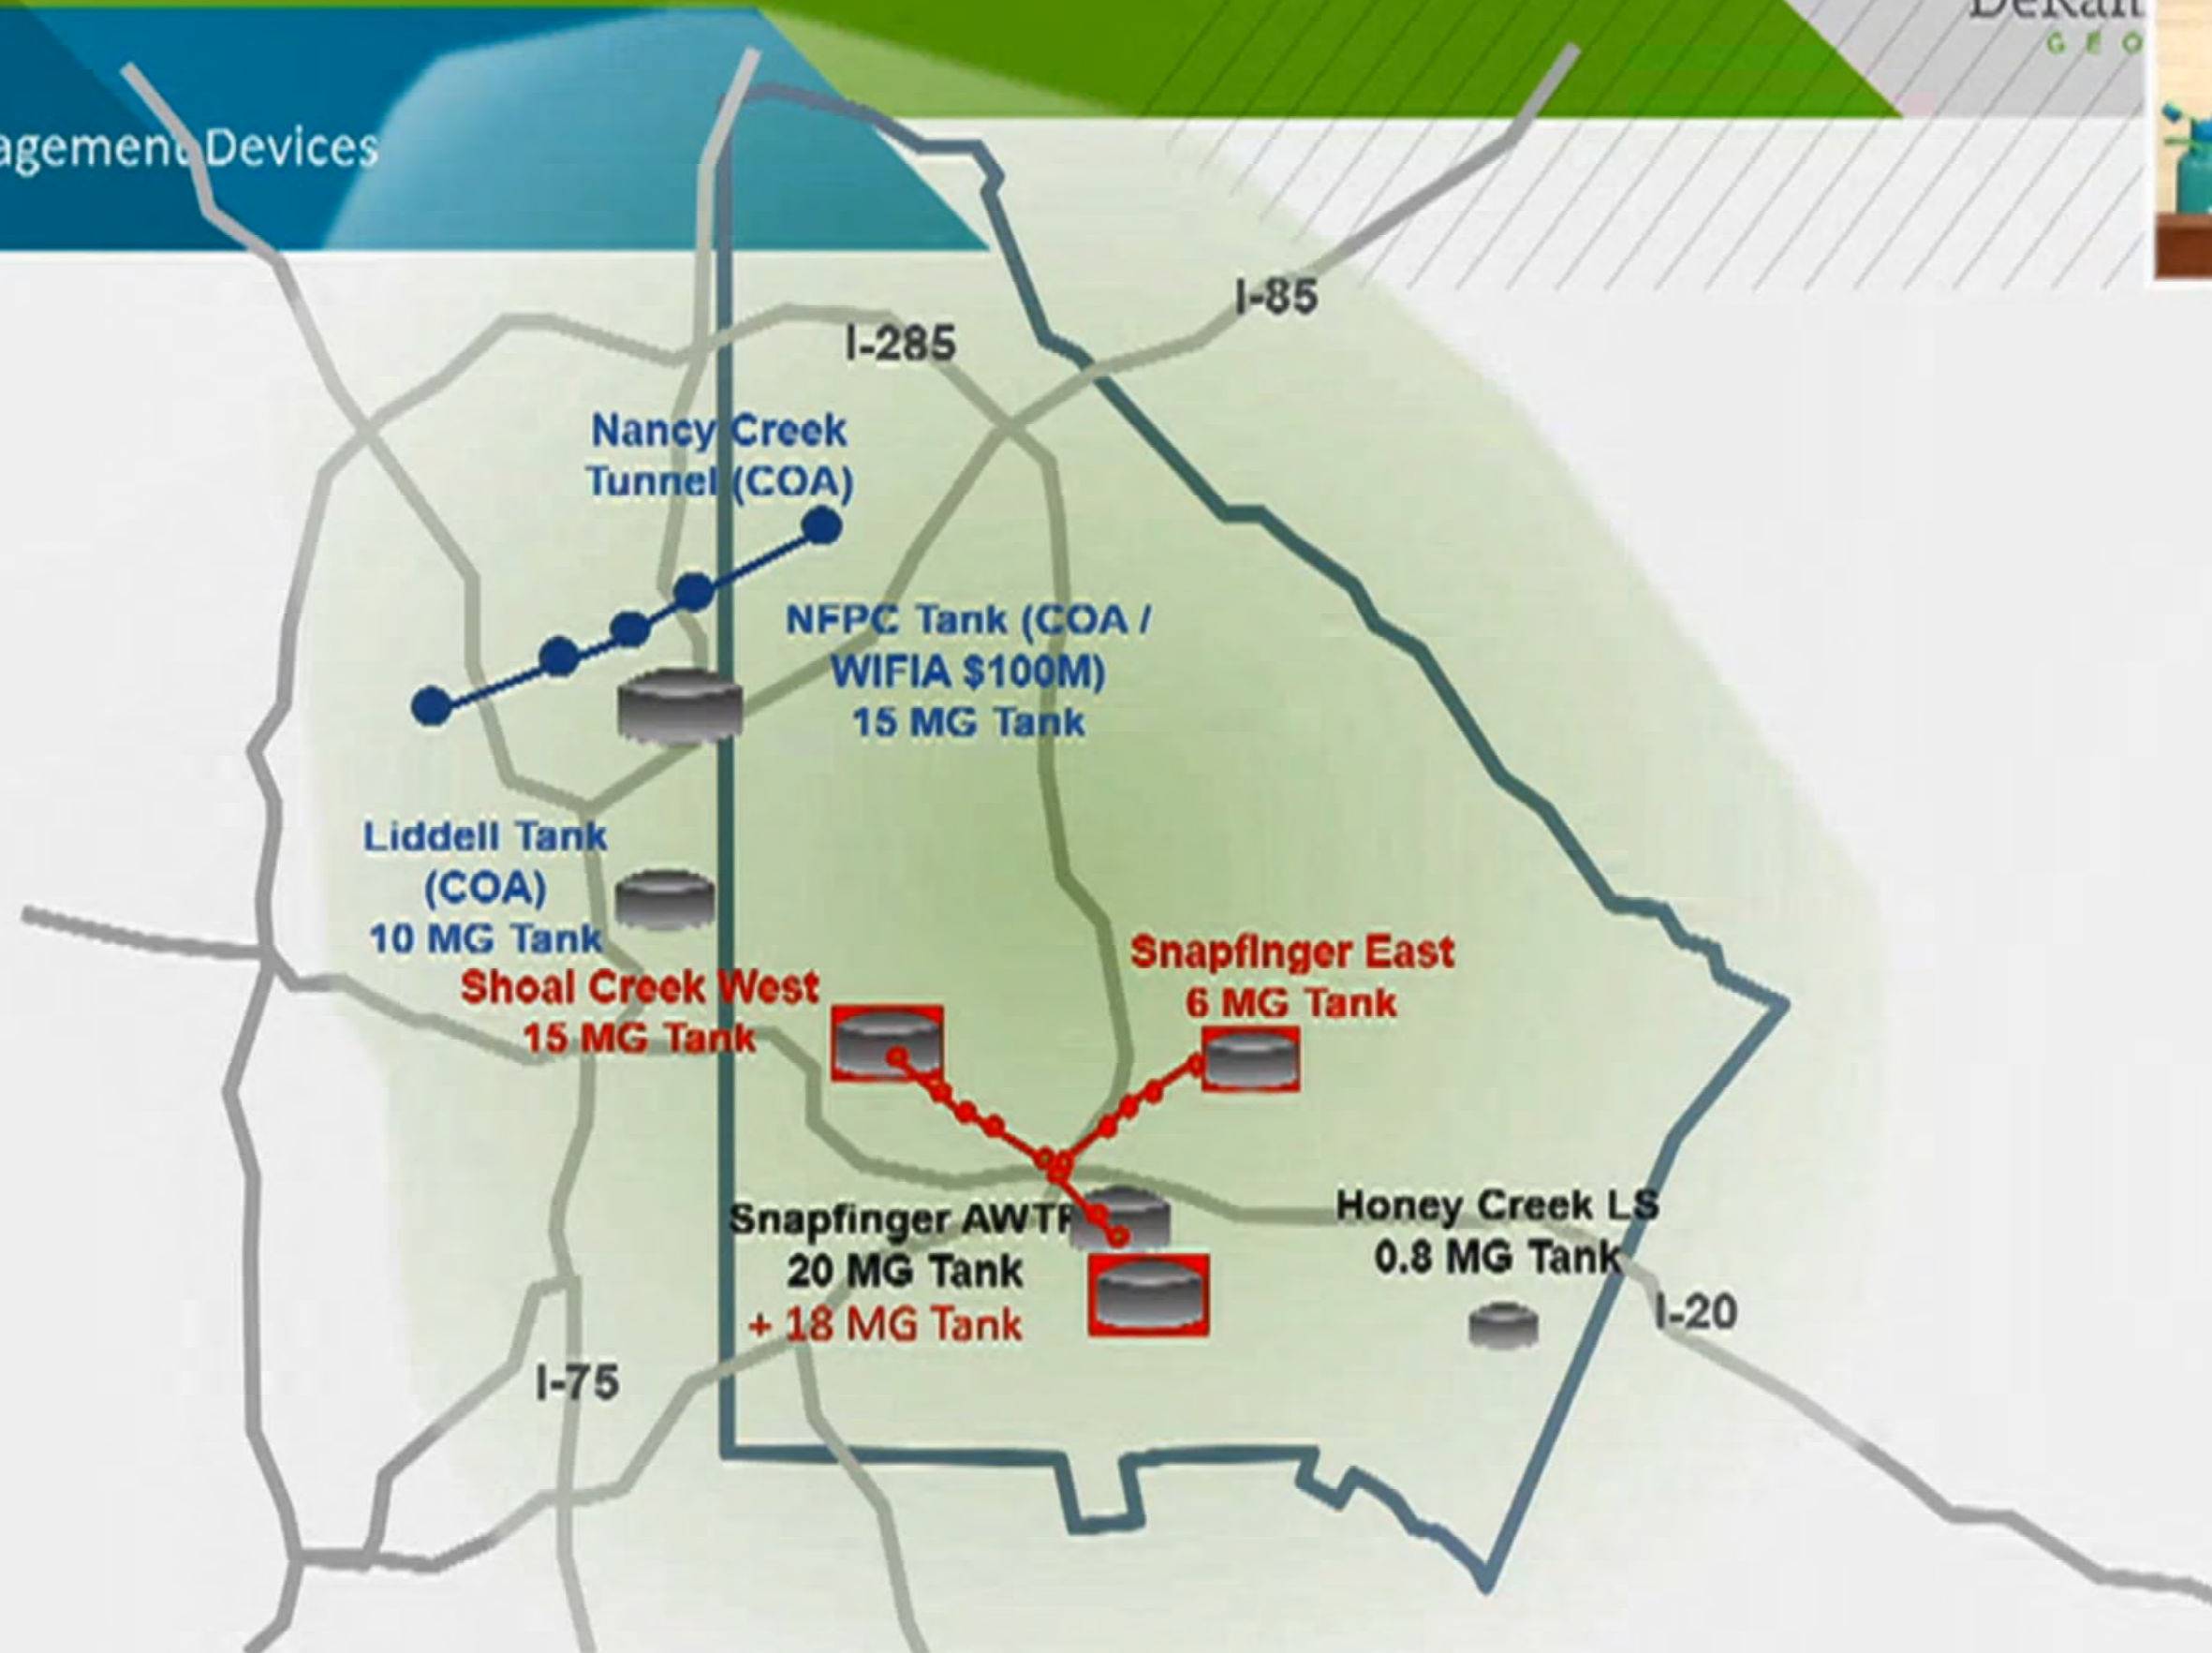 GEO
Devices
I-85
I-285
Nancy Creek
Tunnel (COA)
NFPC Tank (COA /
WIFIA $100M)
15 MG Tank
Liddell Tank
(COA)
10 MG Tank
Shoal Creek West
15 MG Tank
Snapfinger East
6 MG Tank
Snapfinger
20 MG Tank
+ 18 MG Tank
Honey Creek LS
0.8 MG Tank
I-20
I-75